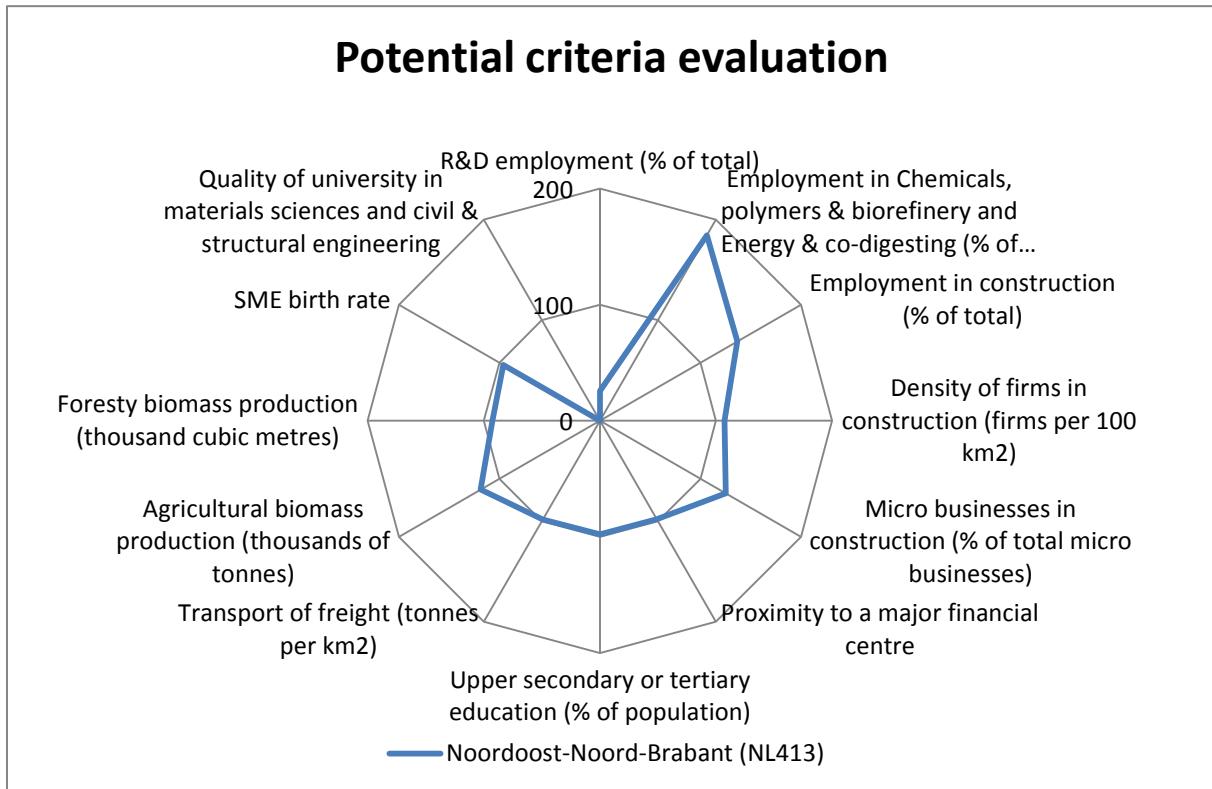 Potential criteria evaluation
R&D employment (% of total)
Employment in Chemicals,
polymers & biorefinery and
Energy & co-digesting (% of…
Employment in construction
(% of total)
Density of firms in
construction (firms per 100
km2)
Micro businesses in
construction (% of total micro
businesses)
Proximity to a major financial
centre
Upper secondary or tertiary
education (% of population)
Transport of freight (tonnes
per km2)
Agricultural biomass
production (thousands of
tonnes)
Foresty biomass production
(thousand cubic metres)
SME birth rate
Quality of university in
materials sciences and civil &
structural engineering
200
100
0
Noordoost-Noord-Brabant (NL413)